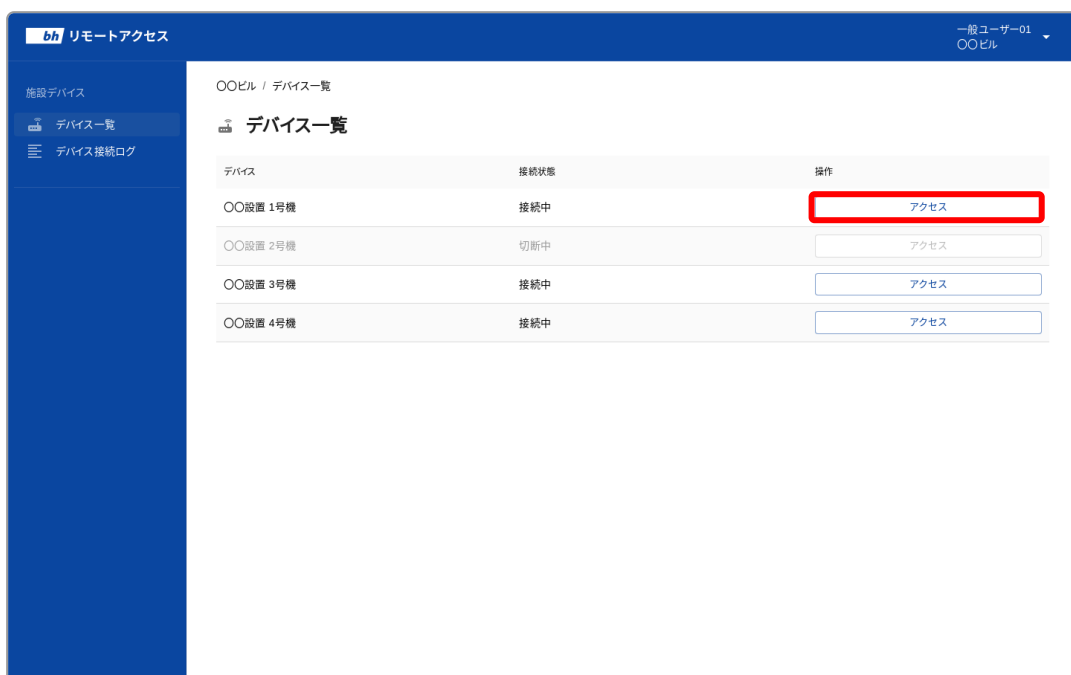 bh リモートアクセス
一般ユーザー01
〇〇ビル
施設デバイス
デバイス一覧
デバイス接続ログ
〇〇ビル / デバイス一覧
デバイス一覧
デバイス 接続状態 操作
〇〇設置 1号機 接続中 アクセス
〇〇設置 2号機 切断中 アクセス
〇〇設置 3号機 接続中 アクセス
〇〇設置 4号機 接続中 アクセス